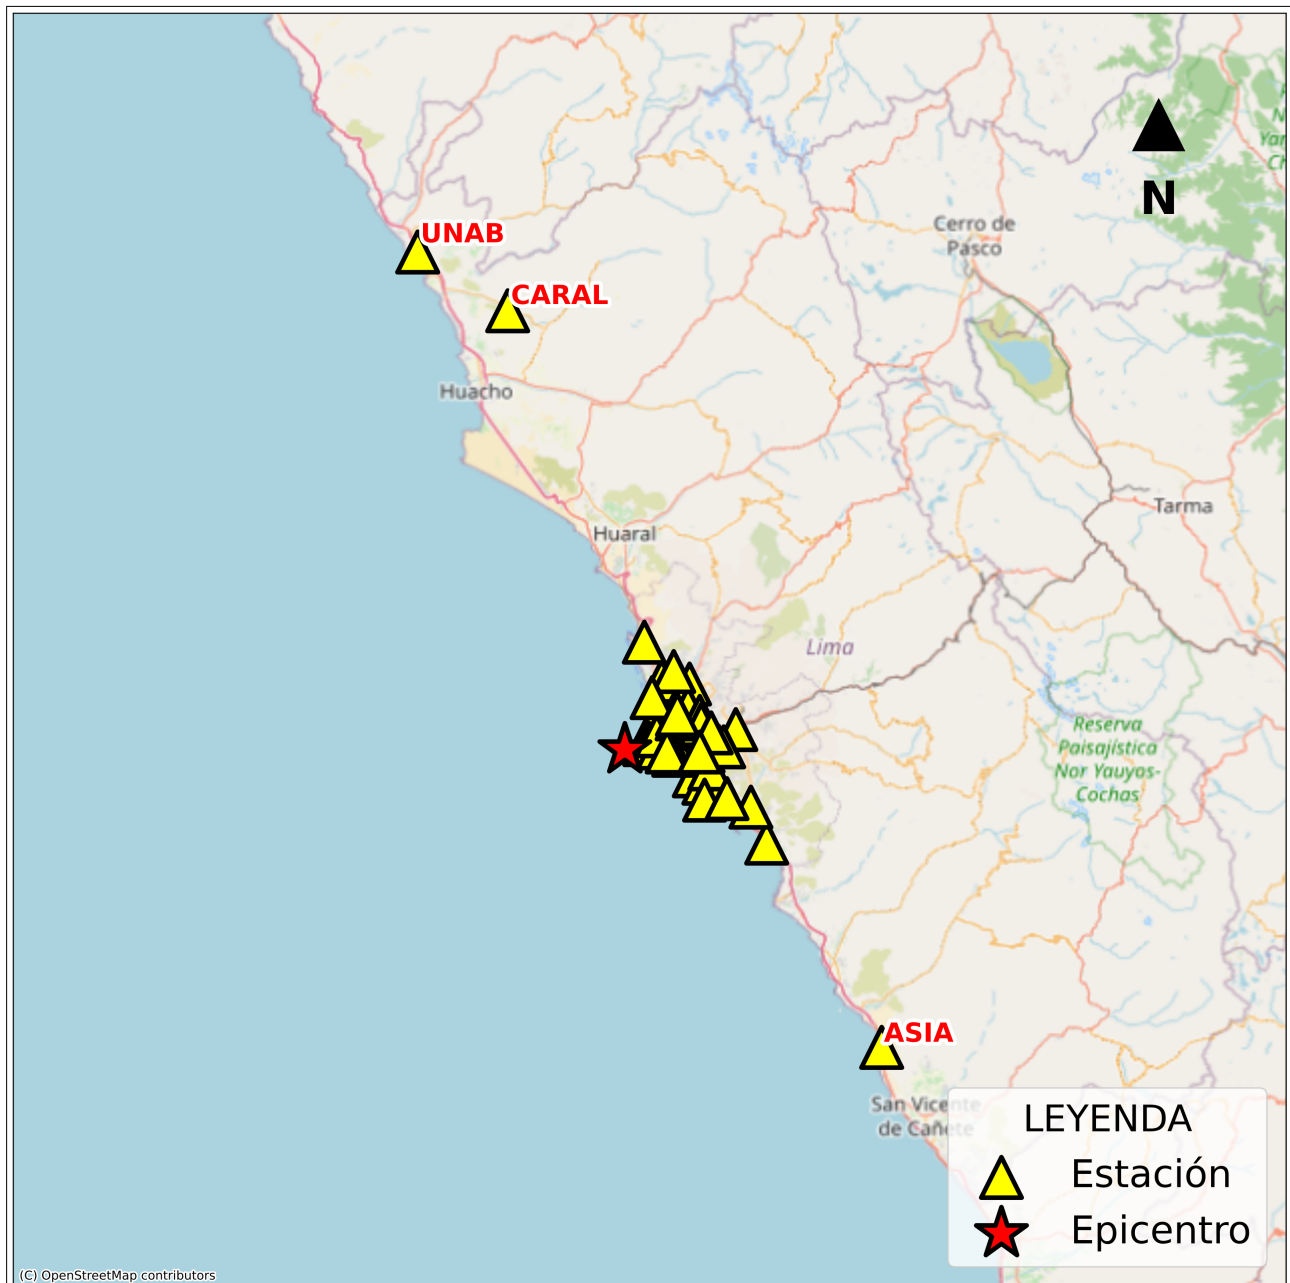 N
UNAB
Cerro de
Pasco
CARAL
Huacho
Tarma
Huaral
Lima
Reserva
Paisajística
Nor Yauyos-
Cochas
ASIA
San Vicente
de Cañete
LEYENDA
Estación
Epicentro
(C) OpenStreetMap contributors